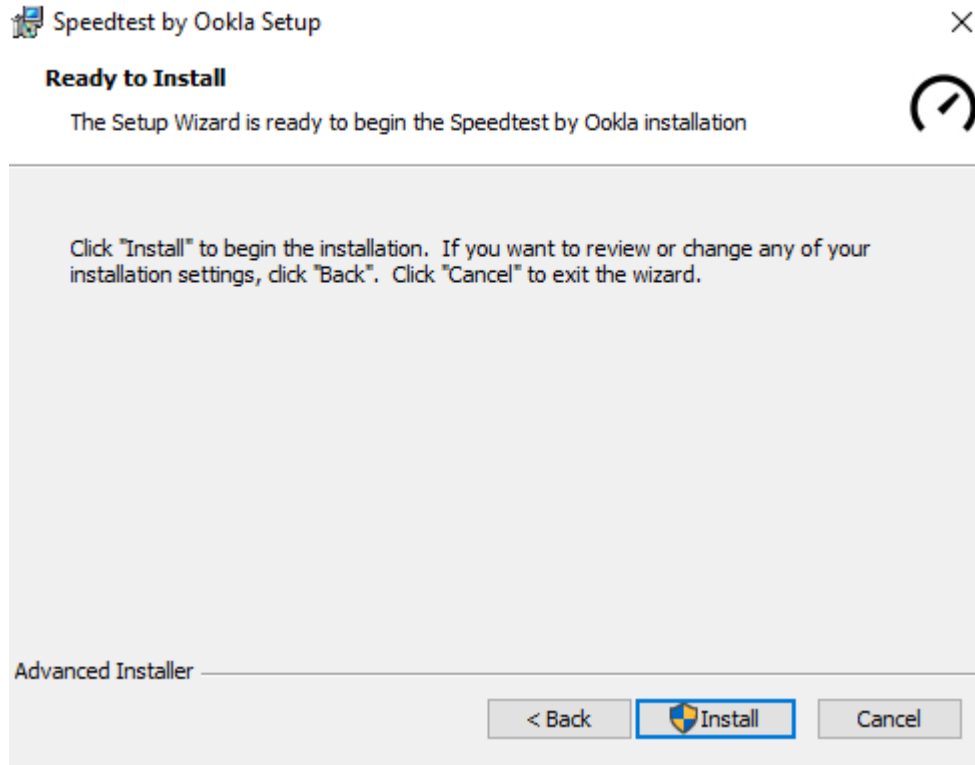 Speedtest by Ookla Setup
Ready to Install
The Setup Wizard is ready to begin the Speedtest by Ookla installation
Click "Install" to begin the installation.  If you want to review or change any of your
installation settings, click "Back".  Click "Cancel" to exit the wizard.
Advanced Installer
< Back
Install
Cancel